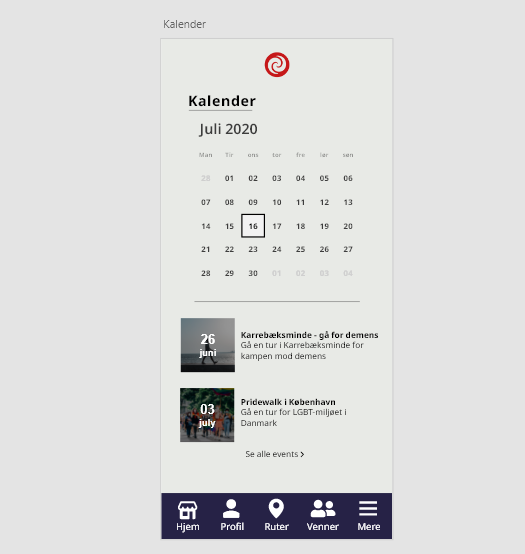 Kalender
Kalender
Juli 2020
Man Tir ons tor fre lør søn
28 01 02 03 04 05 06
07 08 09 10 11 12 13
14 15 16 17 18 19 20
21 22 23 24 25 26 27
28 29 30 01 02 03 04
26
juni
Karrebæksminde - gå for demens
Gå en tur i Karrebæksminde for
kampen mod demens
03
july
Pridewalk i København
Gå en tur for LGBT-miljøet i
Danmark
Se alle events >
Hjem Profil Ruter Venner Mere